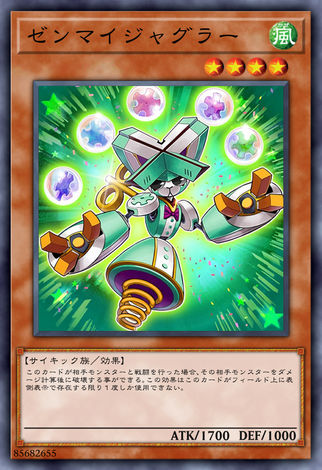 ゼンマイジャグラー
風
【サイキック族／効果】
このカードが相手モンスターと戦闘を行った場合、その相手モンスターをダメ
ージ計算後に破壊する事ができる。この効果はこのカードがフィールド上に表
側表示で存在する限り１度しか使用できない。
ATK/1700 DEF/1000
85682655